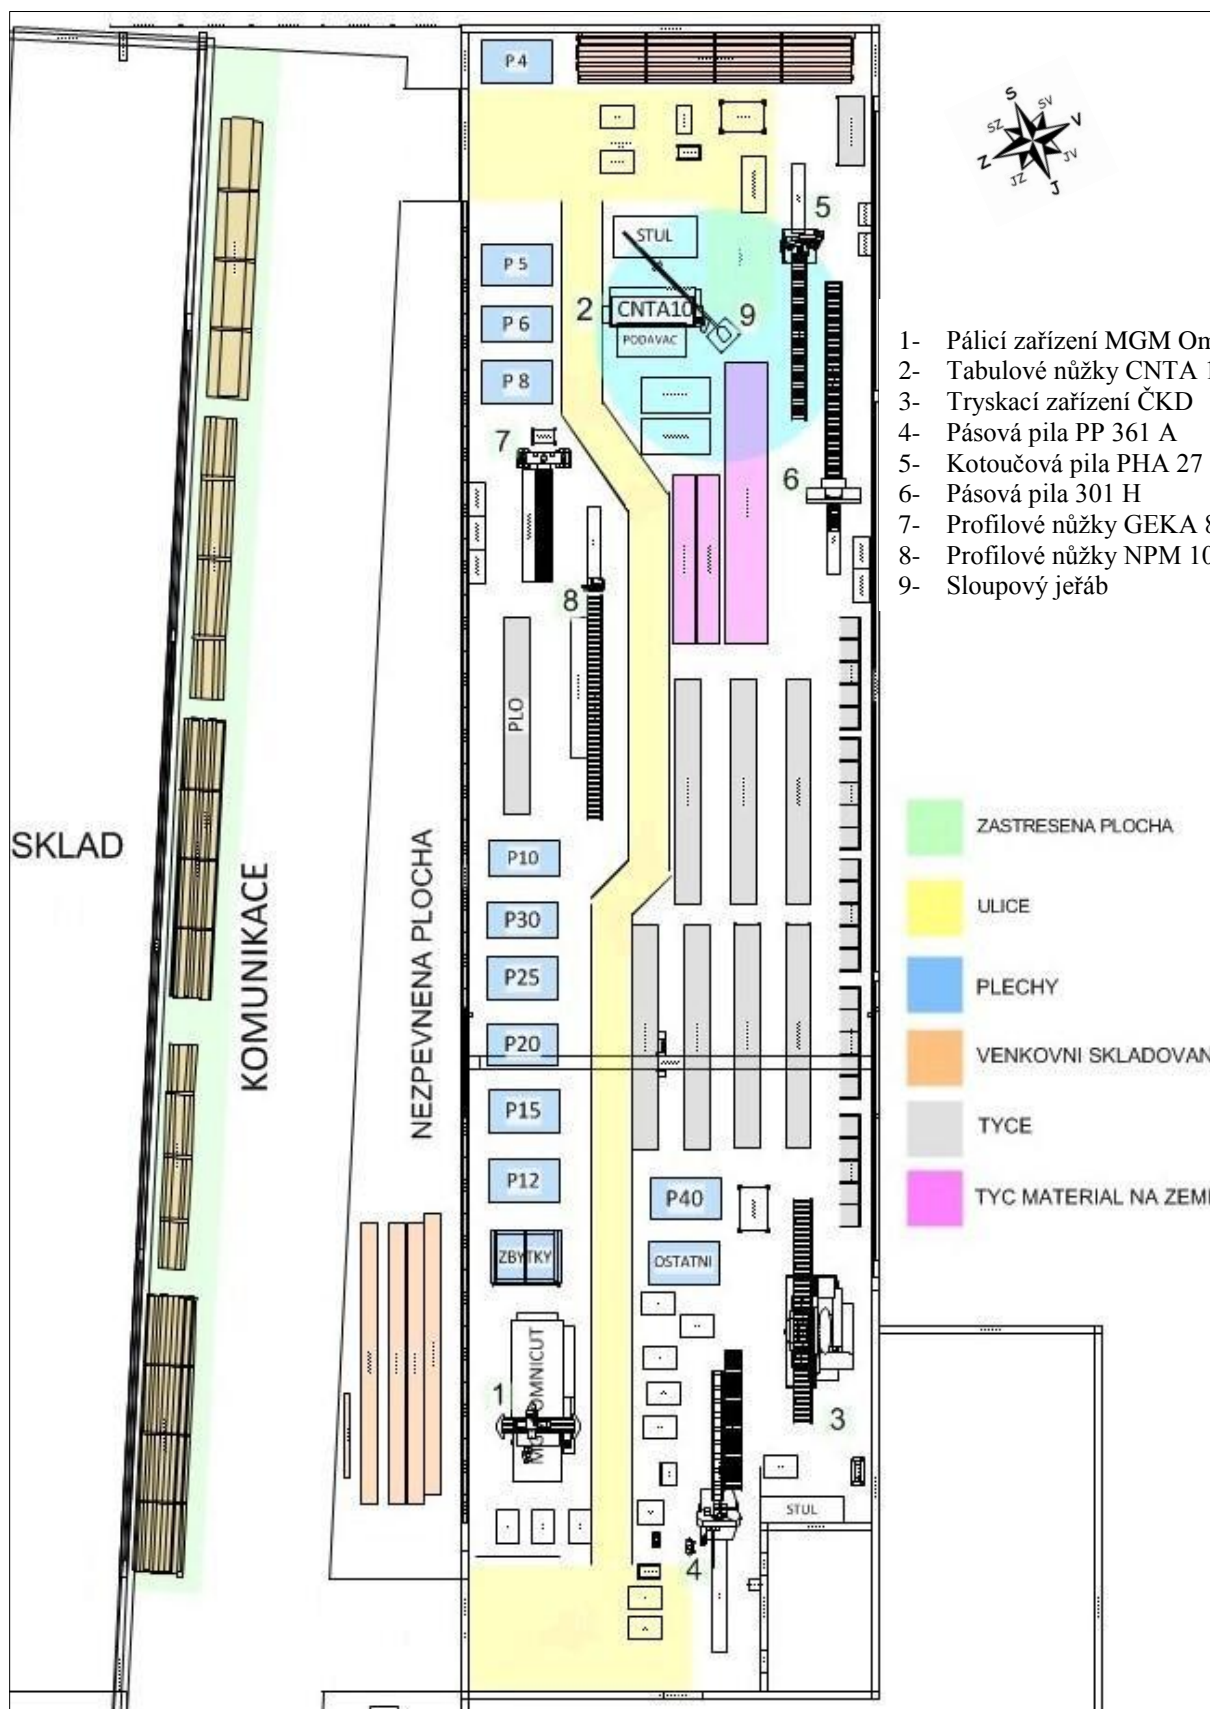 P 4
S
SV
V
JV
J
JZ
Z
SZ
5
STUL
P 5
2
CNTA10
9
P 6
PODAVAC
P 8
1- Pálicí zařízení MGM Om
2- Tabulové nůžky CNTA 1
3- Tryskací zařízení ČKD
4- Pásová pila PP 361 A
5- Kotoučová pila PHA 27
6- Pásová pila 301 H
7- Profilové nůžky GEKA 8
8- Profilové nůžky NPM 10
9- Sloupový jeřáb
7
6
8
PLO
SKLAD
KOMUNIKACE
NEZPEVNENA PLOCHA
P10
P30
P25
P20
P15
P12
ZBYTKY
P40
OSTATNI
ZASTRESENA PLOCHA
ULICE
PLECHY
VENKOVNI SKLADOVAN
TYCE
TYC MATERIAL NA ZEMI
1
OMNICUT
3
STUL
4